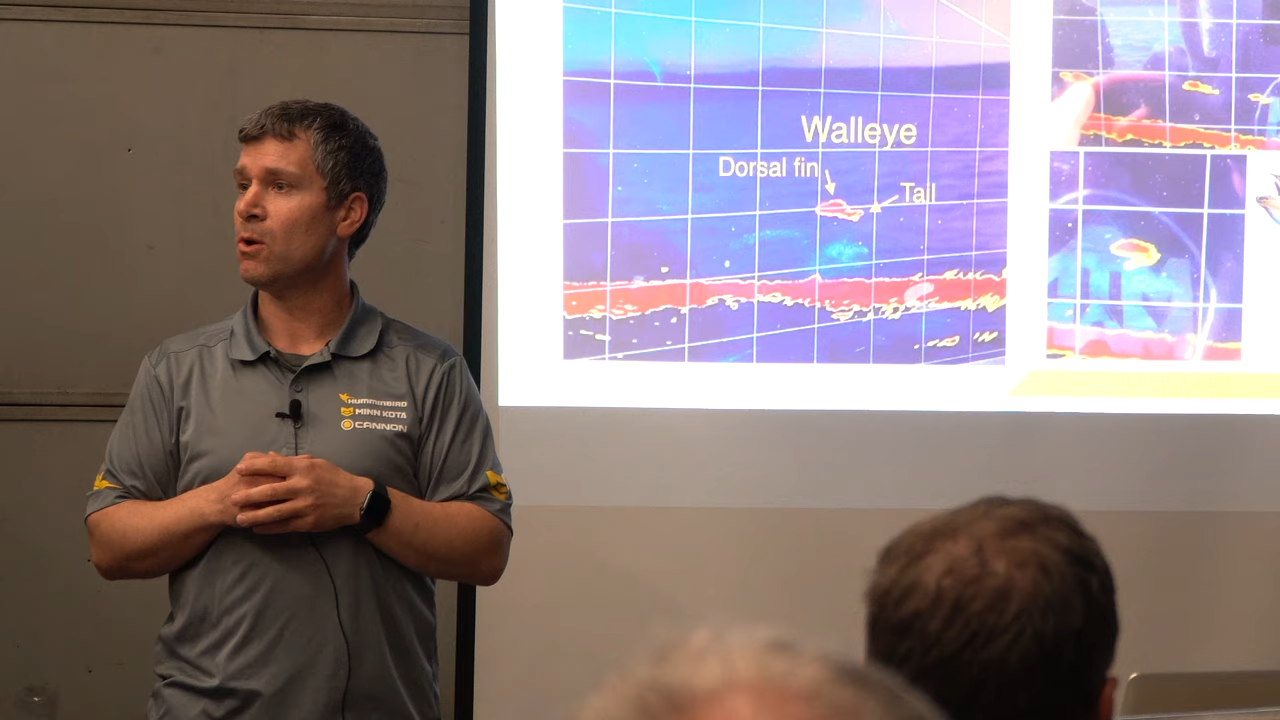 Walleye
Dorsal fin
Tail
HUMMINBIRD
MINN KOTA
CANNON